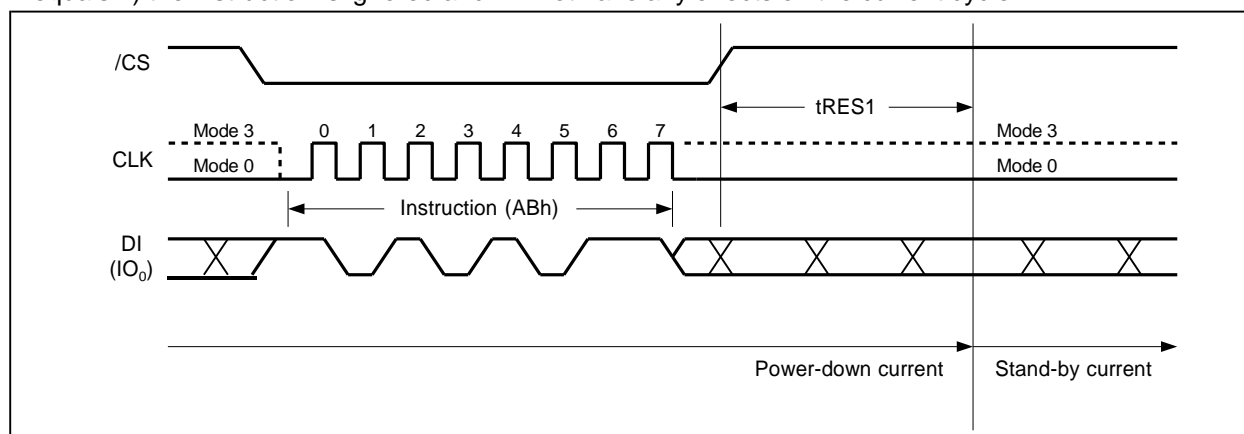 /CS
tRES1
Mode 3 0 1 2 3 4 5 6 7 Mode 3
CLK
Mode 0 Mode 0
Instruction (ABh)
DI
(IO₀)
Power-down current Stand-by current